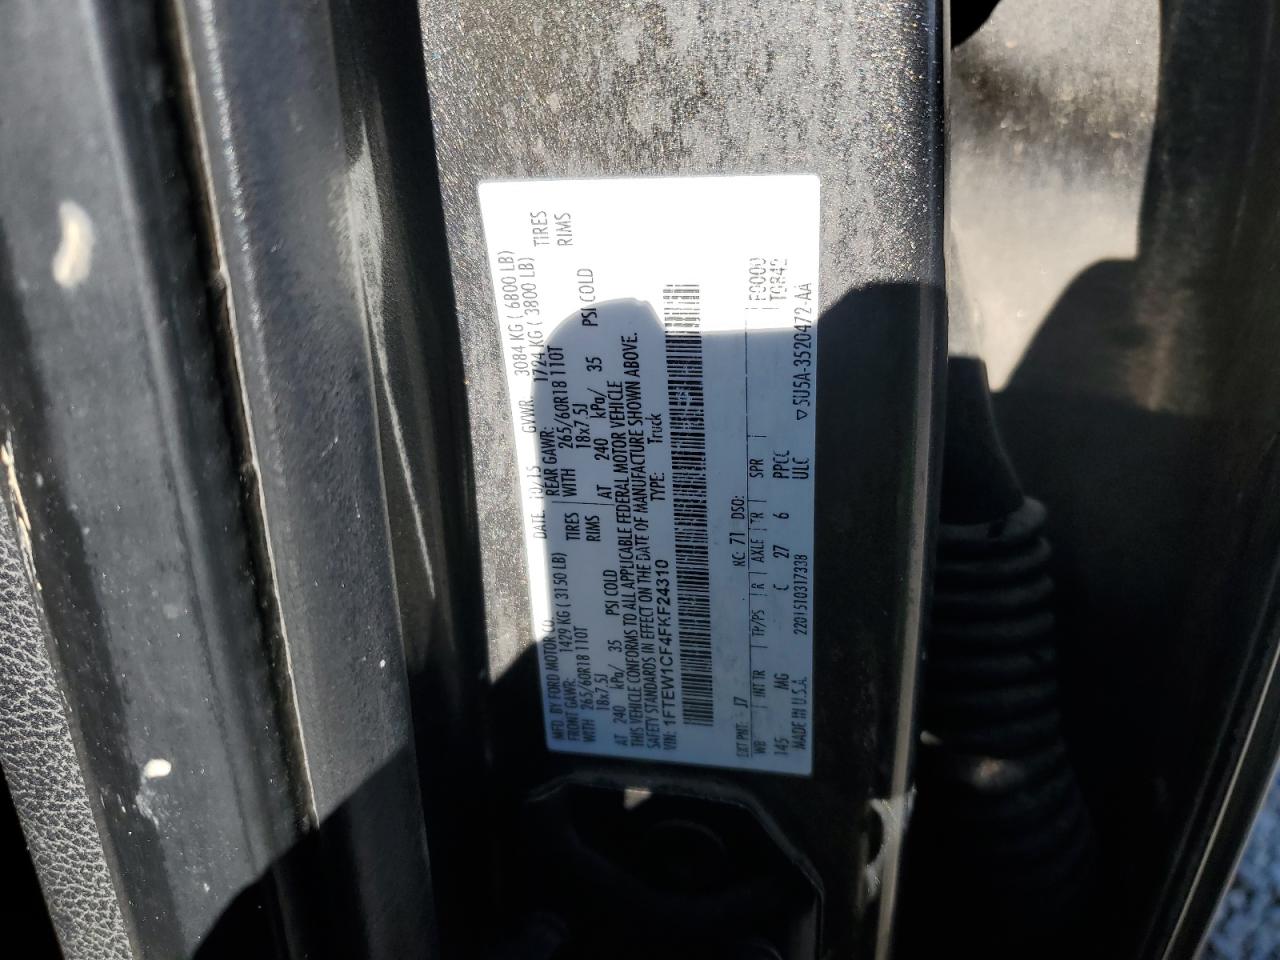 MFD. BY FORD MOTOR CO. DATE 10/15 GVWR 3084 KG ( 6800 LB)
FRONT GAWR: 1429 KG ( 3150 LB) REAR GAWR: 1724 KG ( 3800 LB)
WITH 265/60R18 110T TIRES WITH 265/60R18 110T TIRES
18x7.5J RIMS 18x7.5J RIMS
AT 240 kPa/ 35 PSI COLD AT 240 kPa/ 35 PSI COLD
THIS VEHICLE CONFORMS TO ALL APPLICABLE FEDERAL MOTOR VEHICLE
SAFETY STANDARDS IN EFFECT ON THE DATE OF MANUFACTURE SHOWN ABOVE.
VIN: 1FTEW1CF4FKF24310 TYPE: Truck
EXT PNT: J7 RC: 71 DSO:
WB INT TR TP/PS R AXLE TR SPR
145 MG C 27 6 PPCC
MADE IN U.S.A. 2201510317338 ULC
▽ 5U5A-3520472-AA